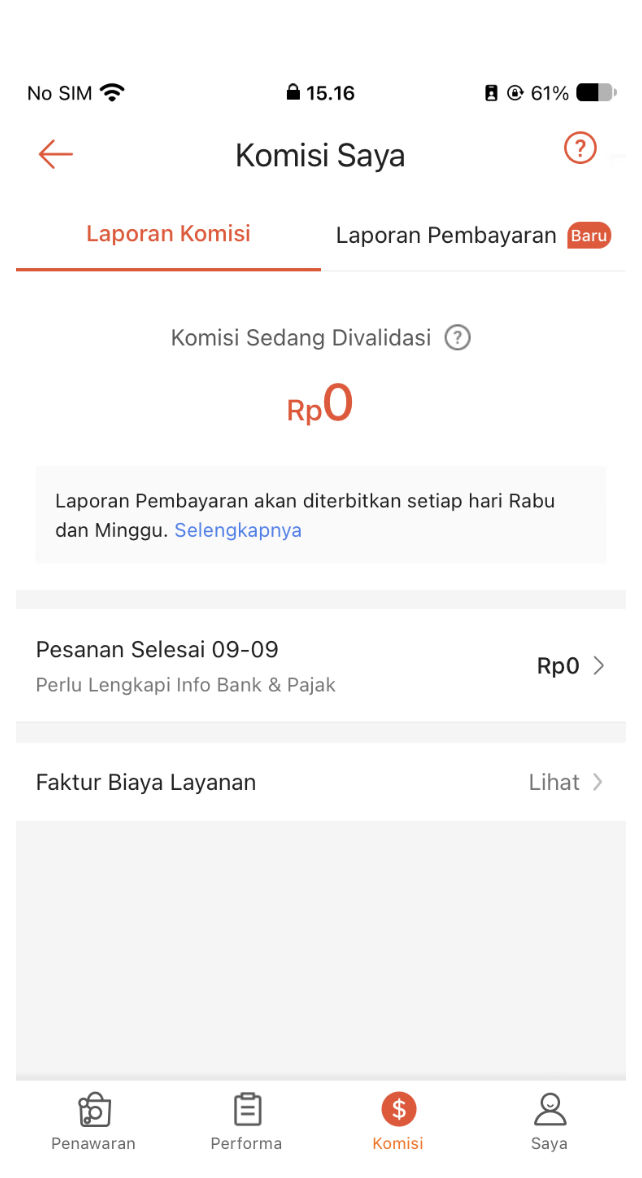 No SIM 15.16 61%
Komisi Saya ?
Laporan Komisi Laporan Pembayaran Baru
Komisi Sedang Divalidasi ?
Rp0
Laporan Pembayaran akan diterbitkan setiap hari Rabu
dan Minggu. Selengkapnya
Pesanan Selesai 09-09
Rp0
Perlu Lengkapi Info Bank & Pajak
Faktur Biaya Layanan Lihat
$
Penawaran Performa Komisi Saya